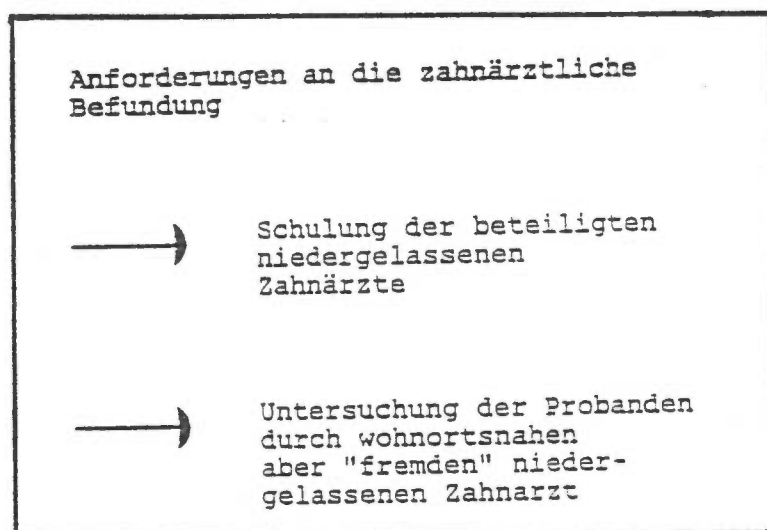 Anforderungen an die zahnärztliche
Befundung
Schulung der beteiligten
niedergelassenen
Zahnärzte
Untersuchung der Probanden
durch wohnortsnahen
aber "fremden" nieder-
gelassenen Zahnarzt